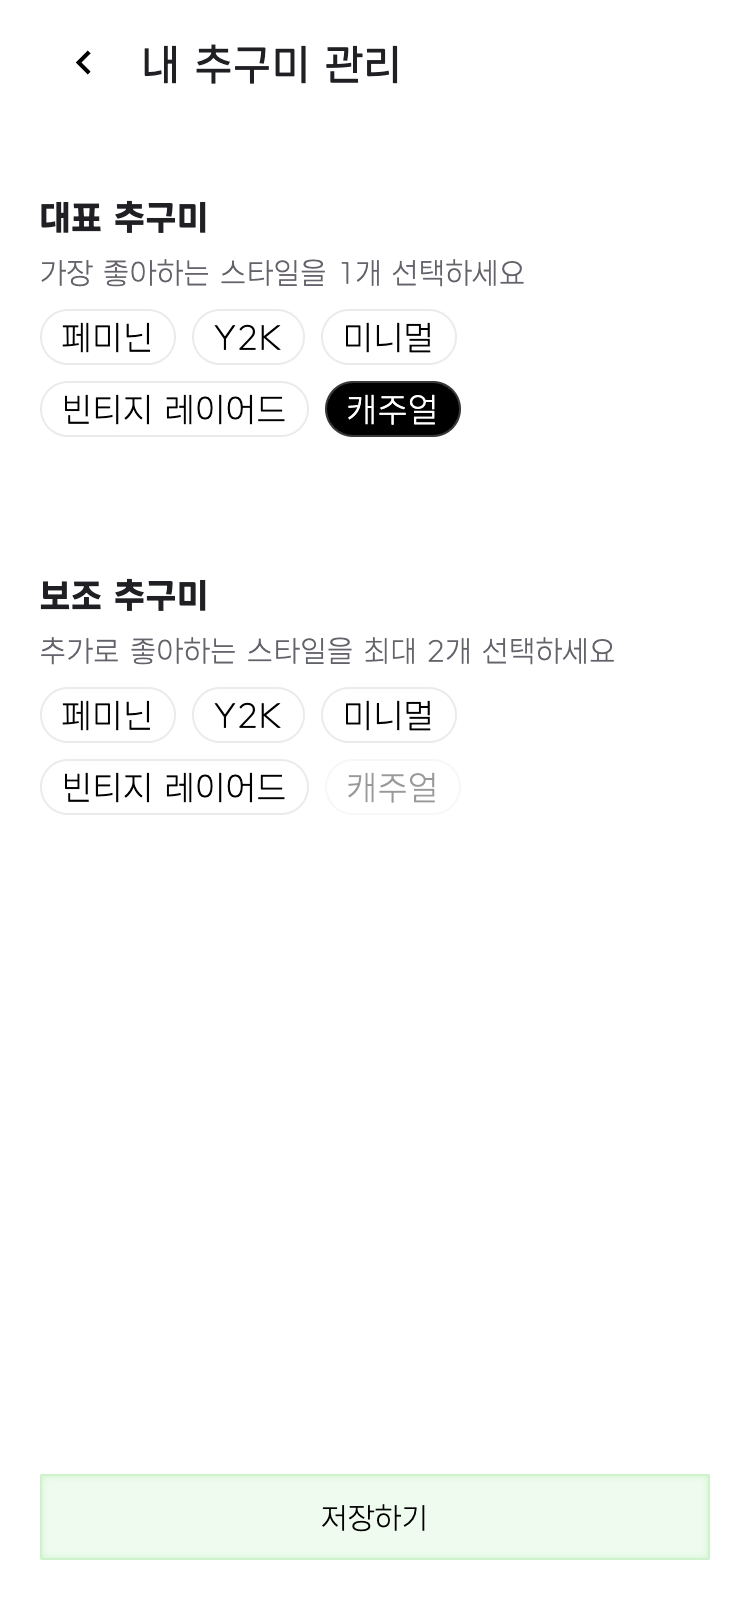 내 추구미 관리
대표 추구미
가장 좋아하는 스타일을 1개 선택하세요
페미닌 Y2K 미니멀
빈티지 레이어드 캐주얼
보조 추구미
추가로 좋아하는 스타일을 최대 2개 선택하세요
페미닌 Y2K 미니멀
빈티지 레이어드 캐주얼
저장하기